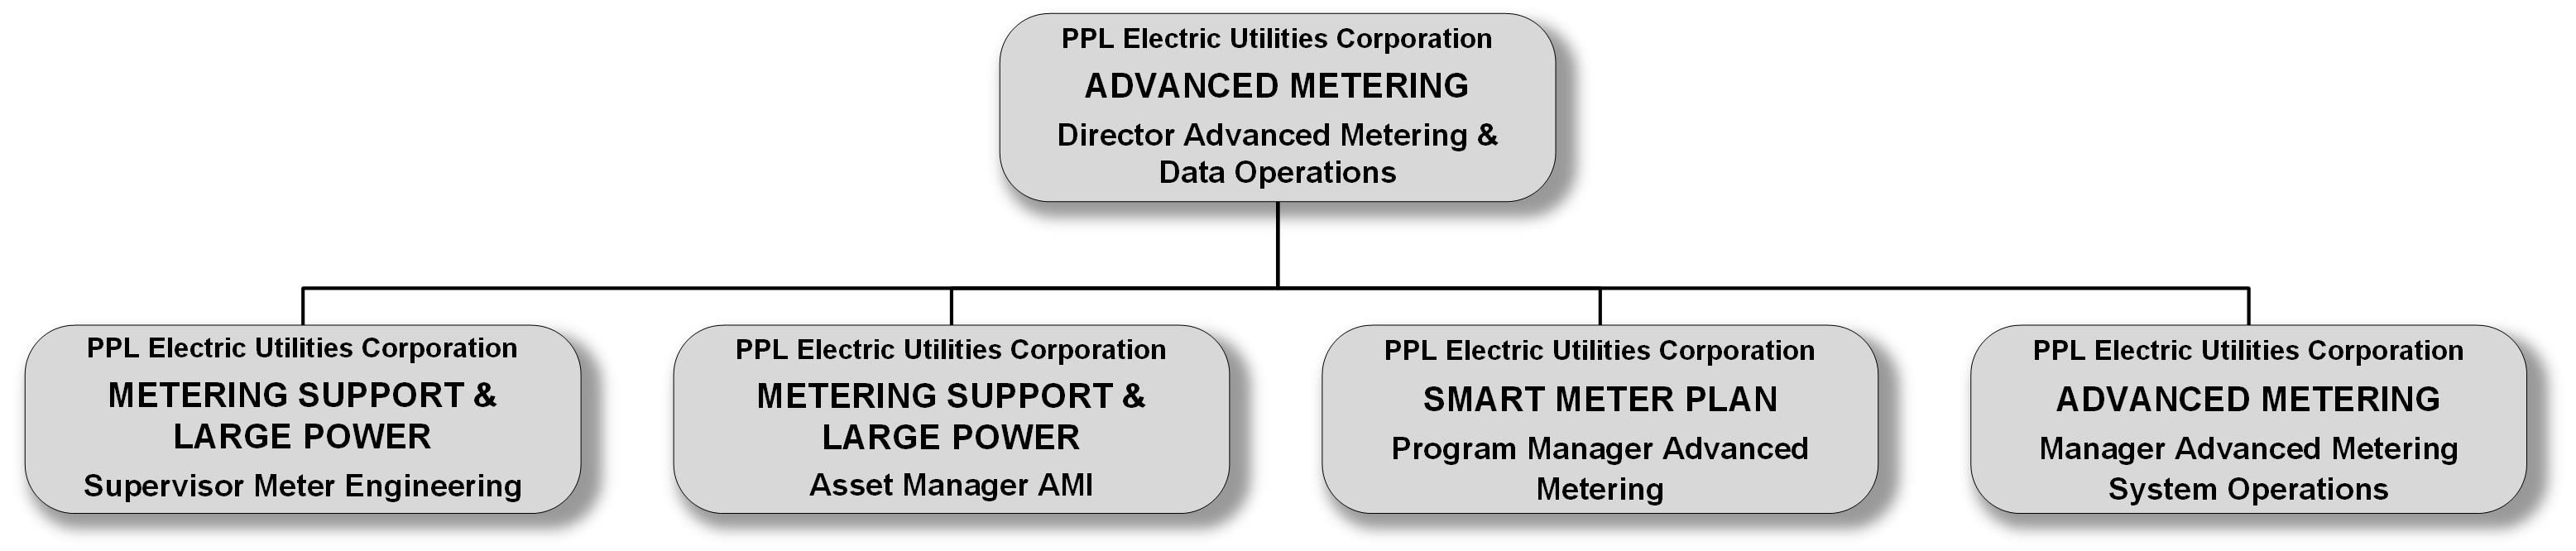 PPL Electric Utilities Corporation
ADVANCED METERING
Director Advanced Metering &
Data Operations
PPL Electric Utilities Corporation
METERING SUPPORT &
LARGE POWER
Supervisor Meter Engineering
PPL Electric Utilities Corporation
METERING SUPPORT &
LARGE POWER
Asset Manager AMI
PPL Electric Utilities Corporation
SMART METER PLAN
Program Manager Advanced
Metering
PPL Electric Utilities Corporation
ADVANCED METERING
Manager Advanced Metering
System Operations